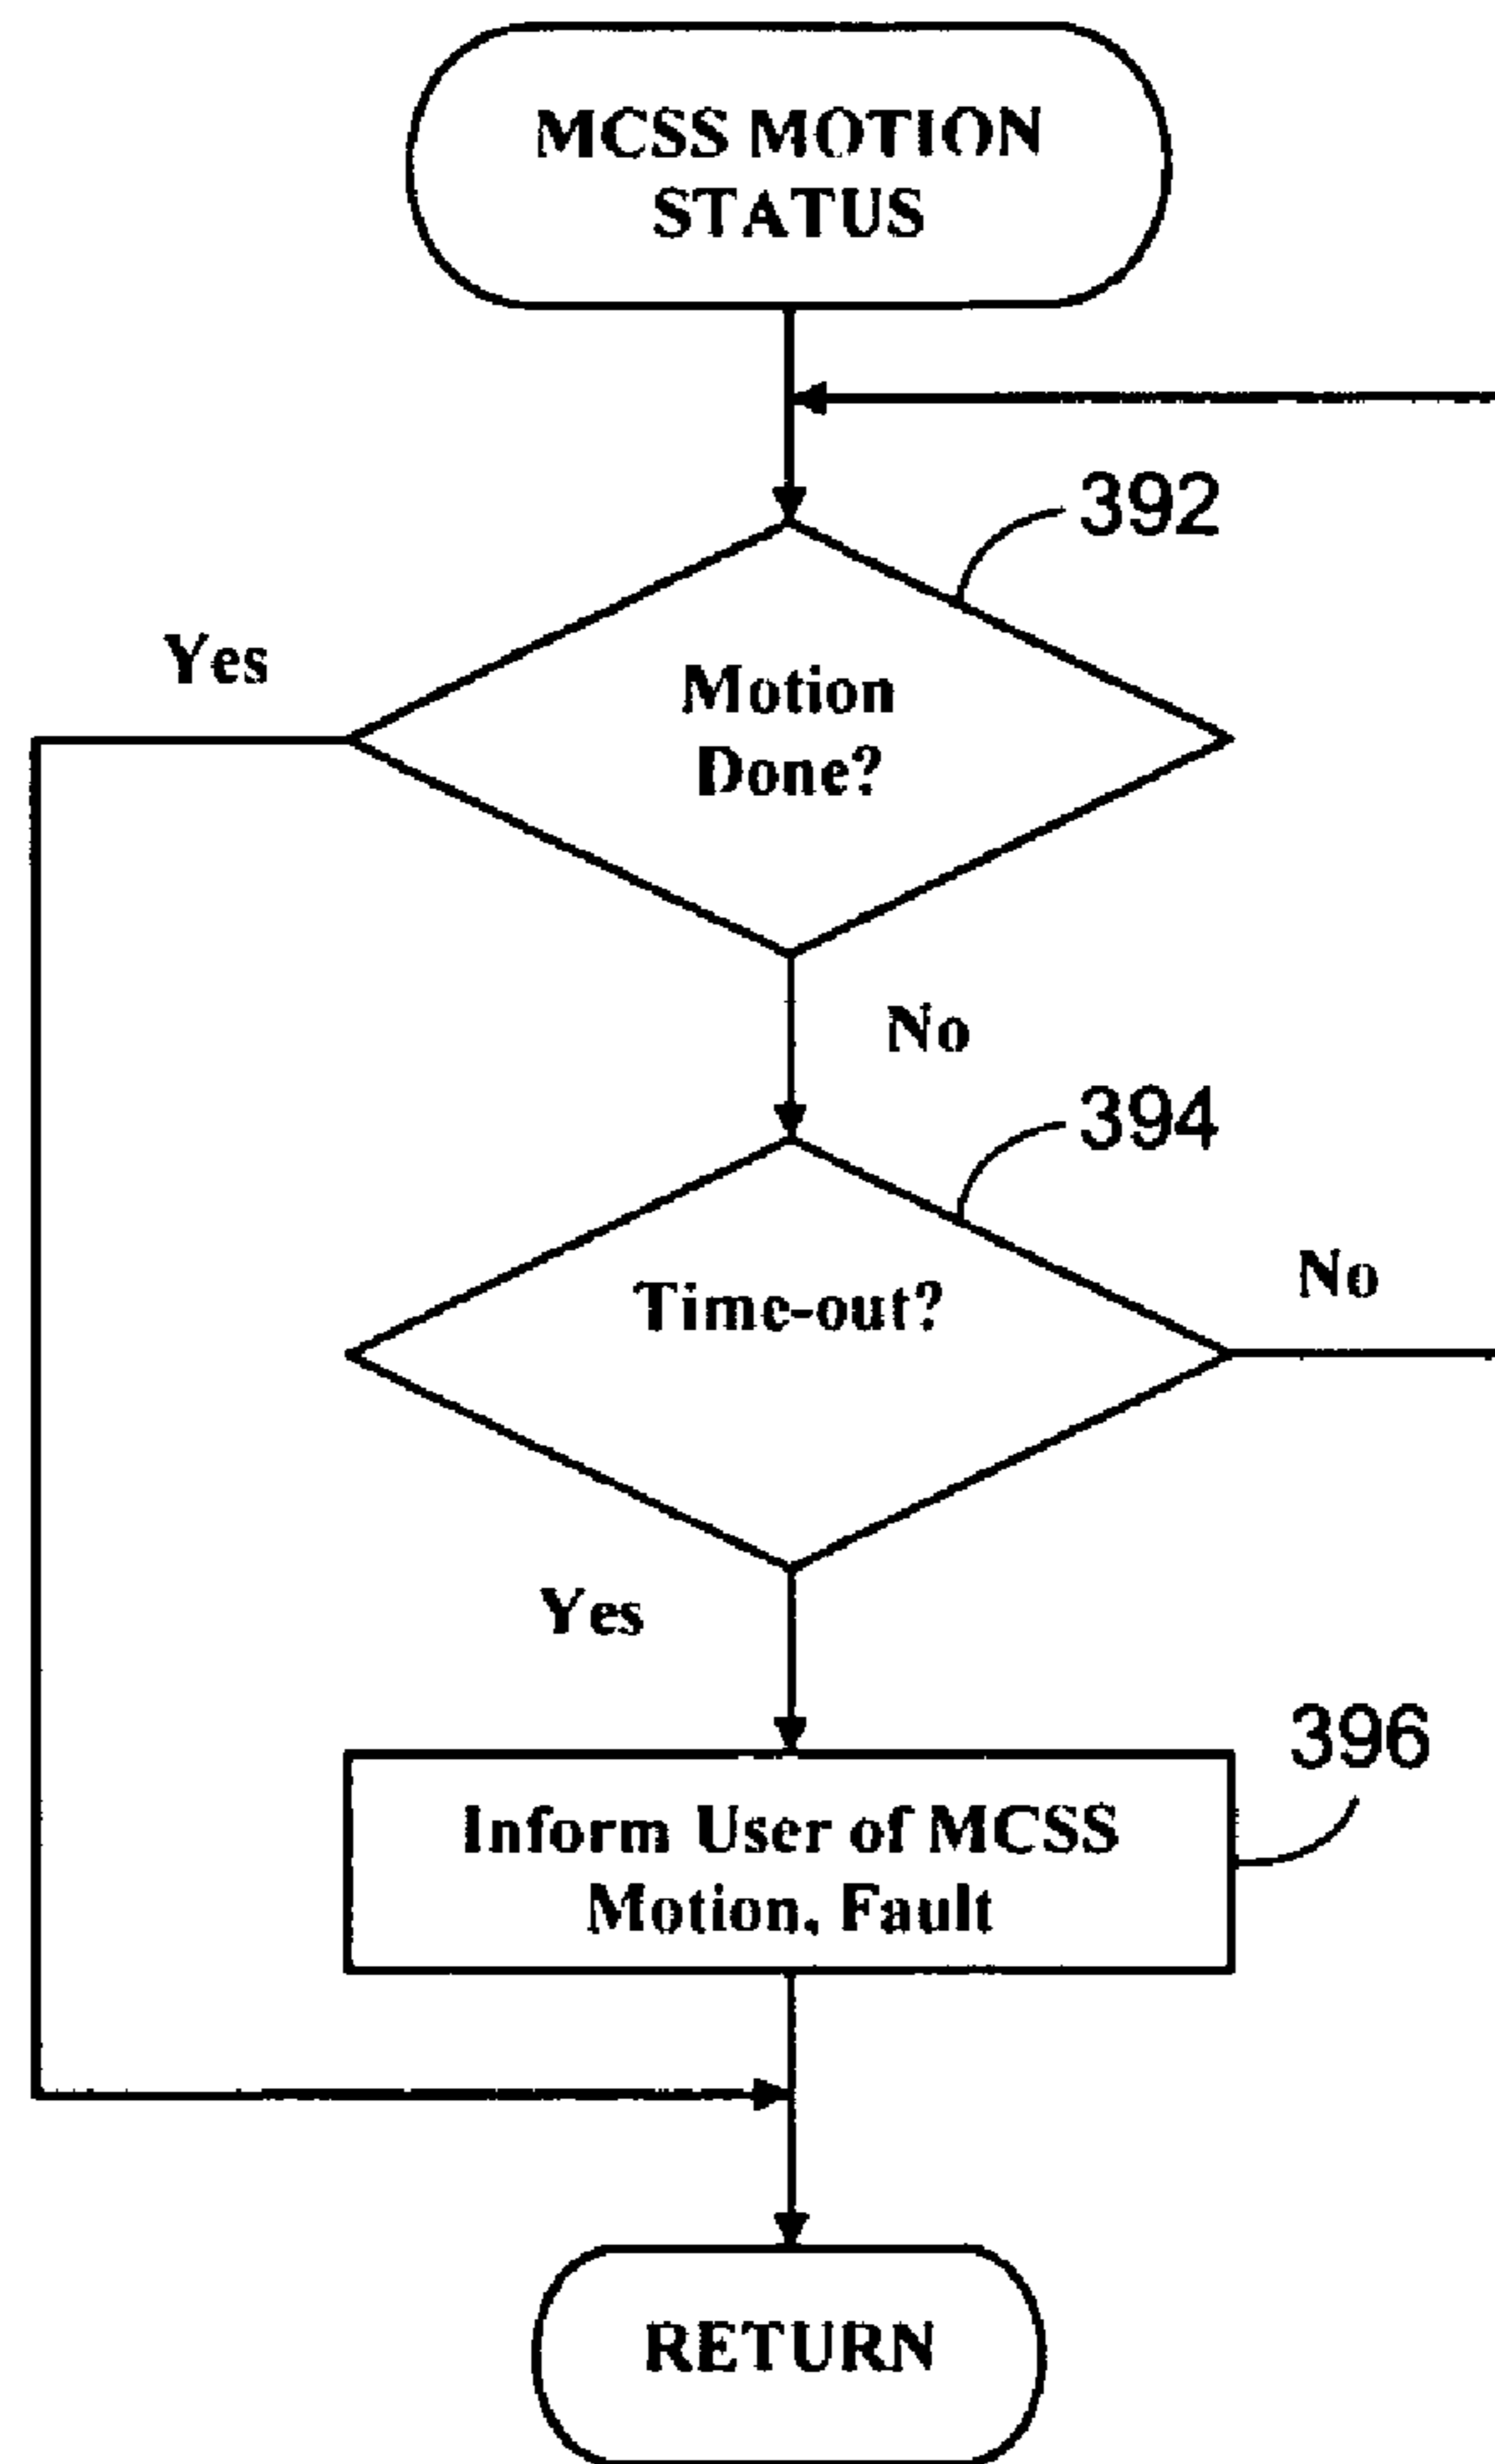 MCSS MOTION
STATUS
392
Yes
Motion
Done?
No
394
No
Time-out?
Yes
396
Inform User of MCSS
Motion. Fault
RETURN